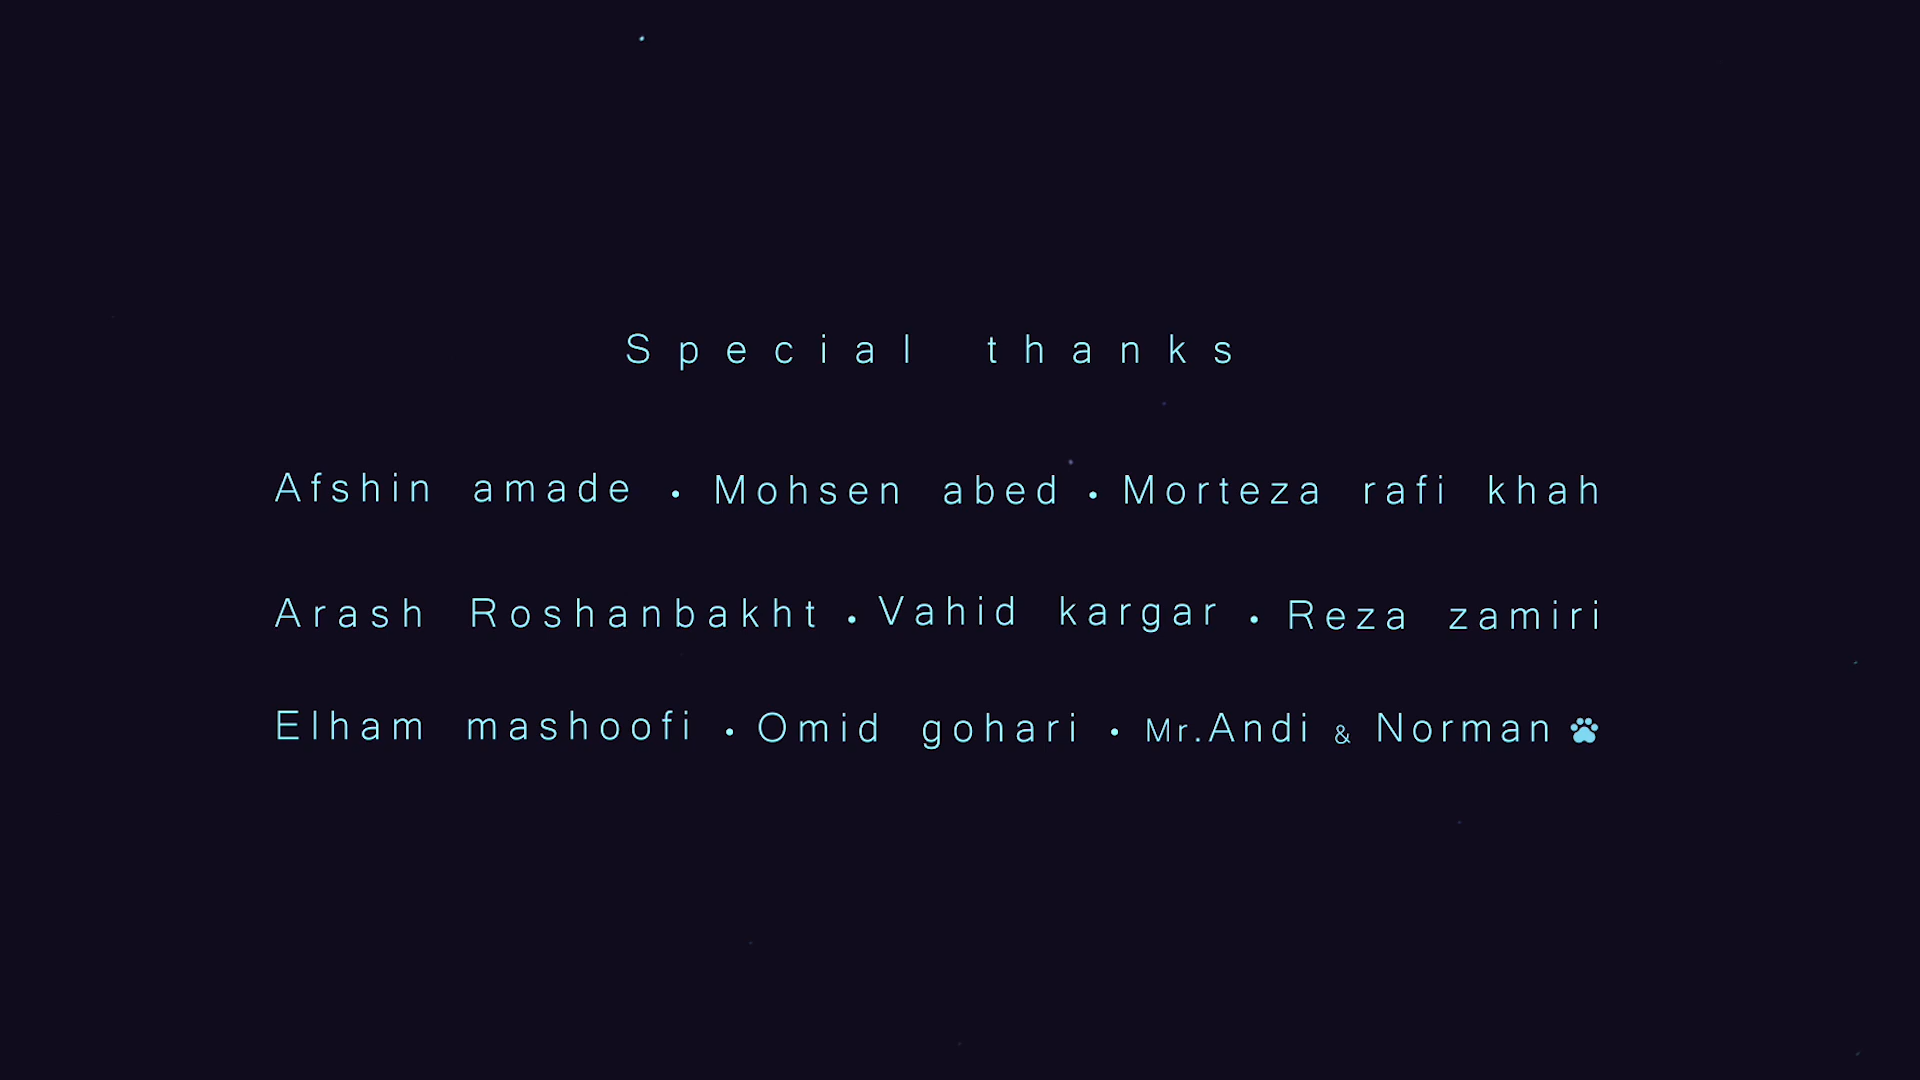 Special thanks
Afshin amade • Mohsen abed • Morteza rafi khah
Arash Roshanbakht • Vahid kargar • Reza zamiri
Elham mashoofi • Omid gohari • Mr.Andi & Norman